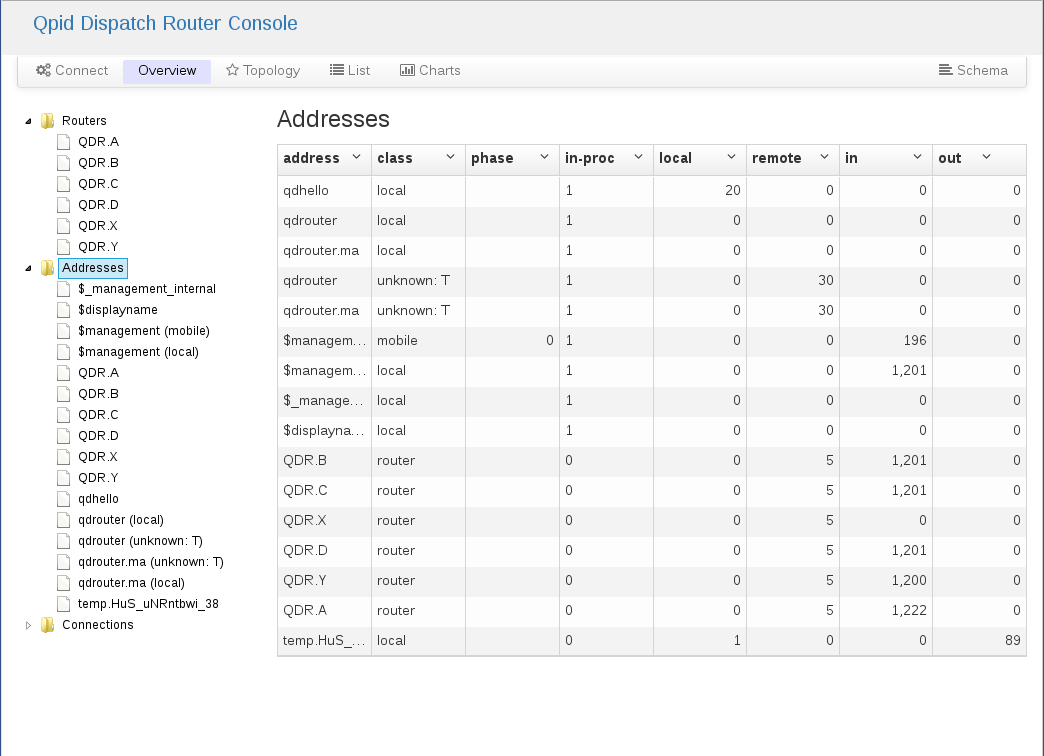 Qpid Dispatch Router Console
Connect Overview Topology List Charts Schema
Routers
QDR.A
QDR.B
QDR.C
QDR.D
QDR.X
QDR.Y
Addresses
$_management_internal
$displayname
$management (mobile)
$management (local)
QDR.A
QDR.B
QDR.C
QDR.D
QDR.X
QDR.Y
qdhello
qdrouter (local)
qdrouter (unknown: T)
qdrouter.ma (unknown: T)
qdrouter.ma (local)
temp.HuS_uNRntbwi_38
Connections
Addresses
address class phase in-proc local remote in out
qdhello local 1 20 0 0 0
qdrouter local 1 0 0 0 0
qdrouter.ma local 1 0 0 0 0
qdrouter unknown: T 1 0 30 0 0
qdrouter.ma unknown: T 1 0 30 0 0
$managem... mobile 0 1 0 0 196 0
$managem... local 1 0 0 1,201 0
$_manage... local 1 0 0 0 0
$displayna... local 1 0 0 0 0
QDR.B router 0 0 5 1,201 0
QDR.C router 0 0 5 1,201 0
QDR.X router 0 0 5 0 0
QDR.D router 0 0 5 1,201 0
QDR.Y router 0 0 5 1,200 0
QDR.A router 0 0 5 1,222 0
temp.HuS_... local 0 1 0 0 89